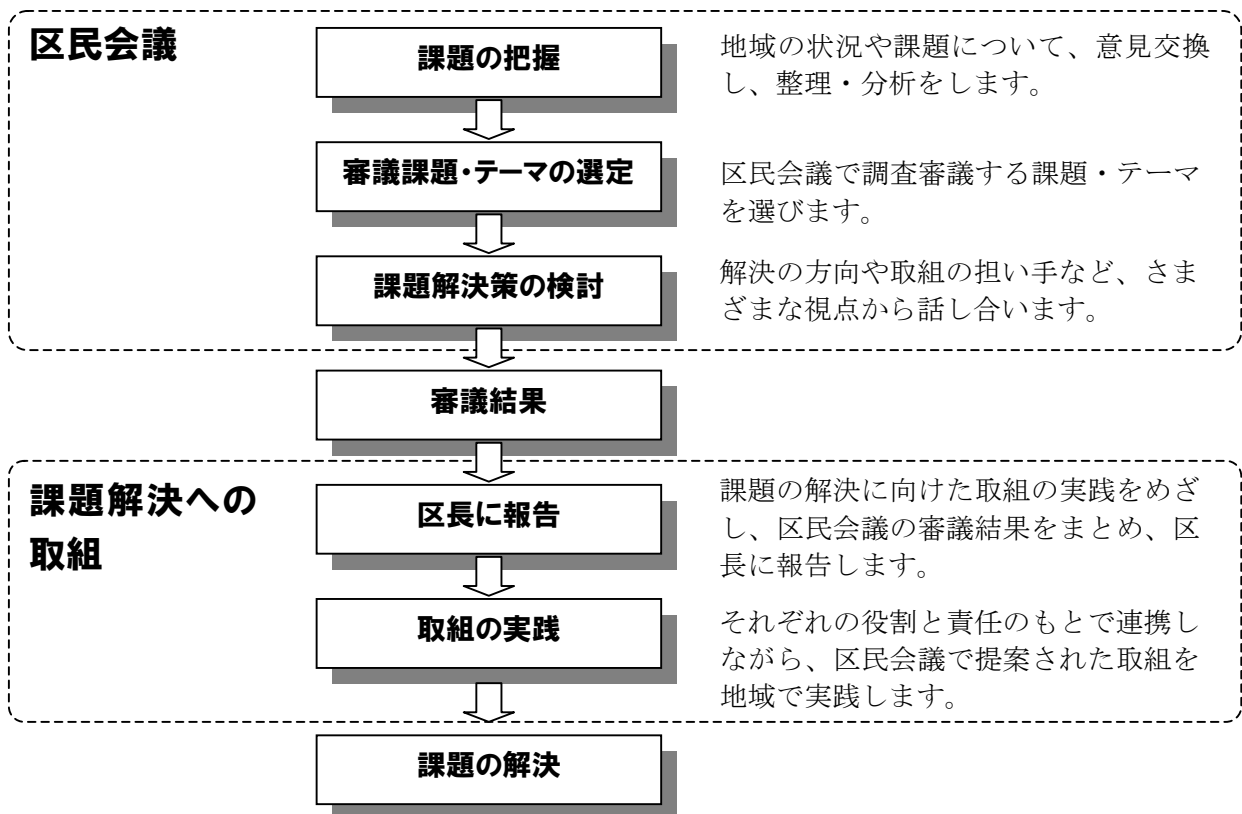 区民会議
課題の把握
地域の状況や課題について、意見交換
し、整理・分析をします。
審議課題・テーマの選定
区民会議で調査審議する課題・テーマ
を選びます。
課題解決策の検討
解決の方向や取組の担い手など、さま
ざまな視点から話し合います。
審議結果
課題解決への
取組
区長に報告
課題の解決に向けた取組の実践をめざ
し、区民会議の審議結果をまとめ、区
長に報告します。
取組の実践
それぞれの役割と責任のもとで連携し
ながら、区民会議で提案された取組を
地域で実践します。
課題の解決